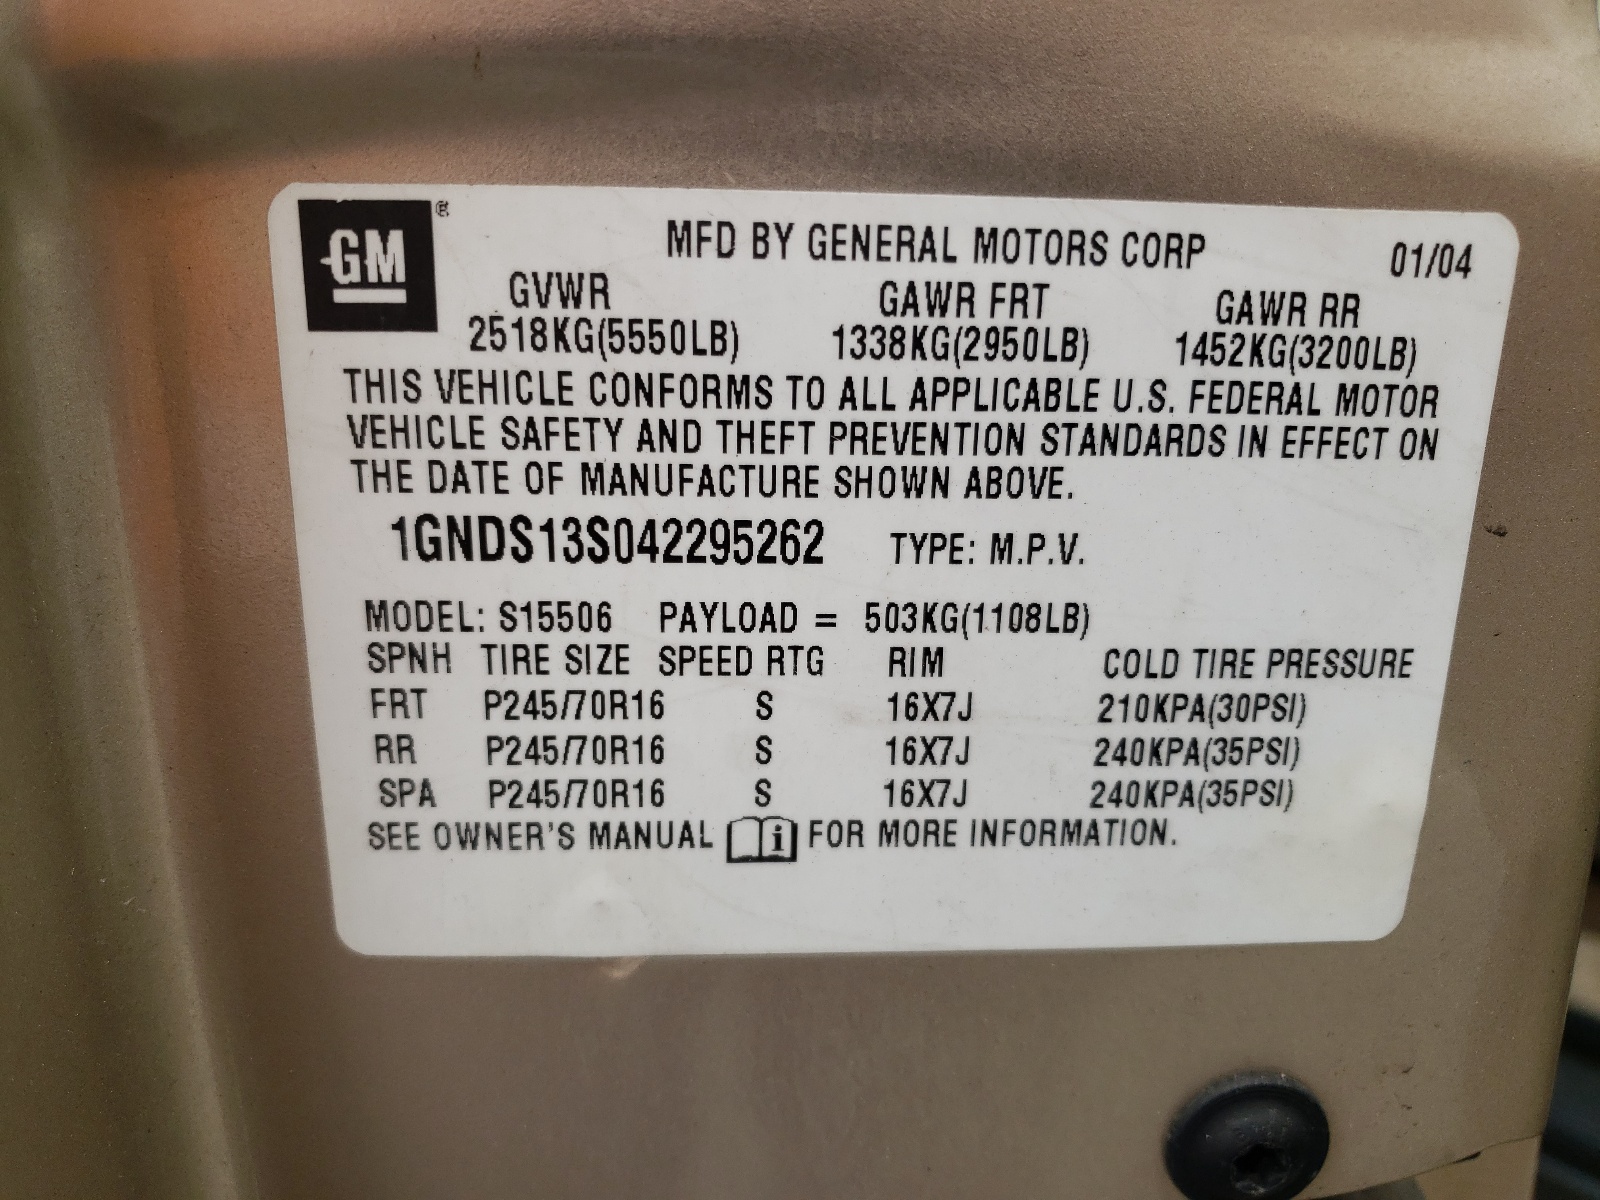 GM®
MFD BY GENERAL MOTORS CORP 01/04
GVWR GAWR FRT GAWR RR
2518KG(5550LB) 1338KG(2950LB) 1452KG(3200LB)
THIS VEHICLE CONFORMS TO ALL APPLICABLE U.S. FEDERAL MOTOR
VEHICLE SAFETY AND THEFT PREVENTION STANDARDS IN EFFECT ON
THE DATE OF MANUFACTURE SHOWN ABOVE.
1GNDS13S042295262 TYPE: M.P.V.
MODEL: S15506 PAYLOAD = 503KG(1108LB)
SPNH TIRE SIZE SPEED RTG RIM COLD TIRE PRESSURE
FRT P245/70R16 S 16X7J 210KPA(30PSI)
RR P245/70R16 S 16X7J 240KPA(35PSI)
SPA P245/70R16 S 16X7J 240KPA(35PSI)
SEE OWNER'S MANUAL i FOR MORE INFORMATION.